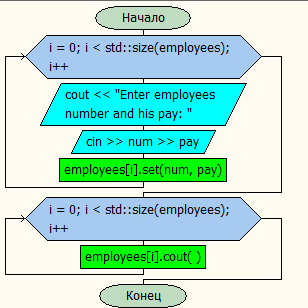 Начало
i = 0; i < std::size(employees);
i++
cout << "Enter employees
number and his pay: "
cin >> num >> pay
employees[i].set(num, pay)
i = 0; i < std::size(employees);
i++
employees[i].cout( )
Конец